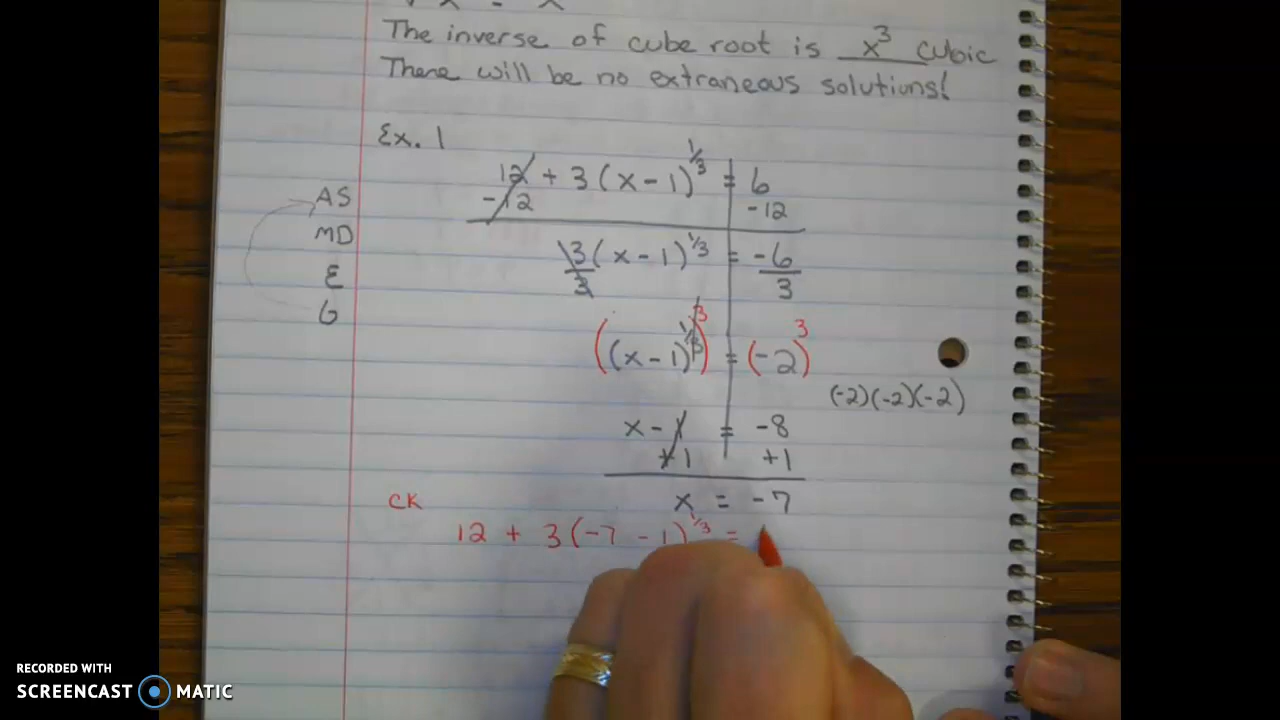 The inverse of cube root is x³ cubic
There will be no extraneous solutions!
Ex. 1
12 + 3(x-1)^1/3 = 6
-12 -12
AS
MD
E
G
3(x-1)^1/3 = -6
3 3
((x-1)^1/3)^3 = (-2)^3
(-2)(-2)(-2)
x-1 = -8
+1 +1
x = -7
CK
12 + 3(-7-1)^1/3 =
RECORDED WITH
SCREENCAST MATIC